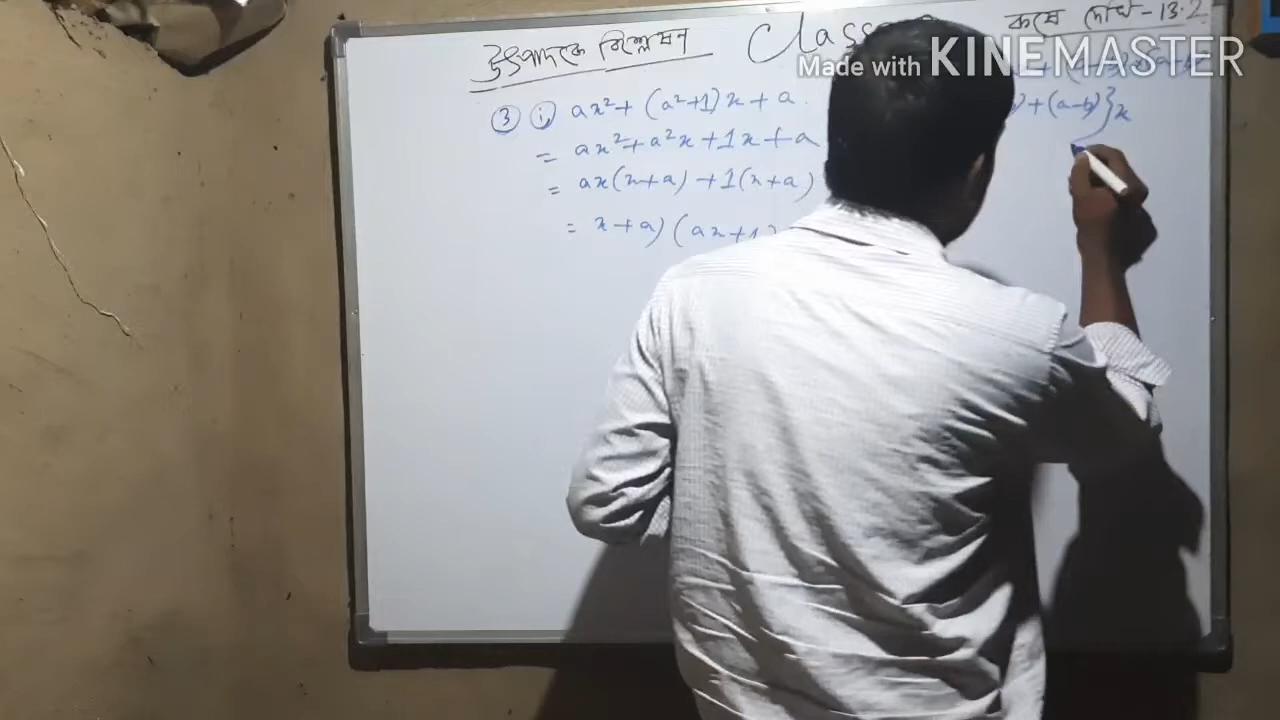 উৎপাদকে বিশ্লেষণ Class
কষে দেখি - 13.2
Made with KINEMASTER
③ ⓘ ax² + (a²+1)x + a
= ax² + a²x + 1x + a
= ax(x+a) + 1(x+a)
= x+a) (ax+1
) + (a-b)}x